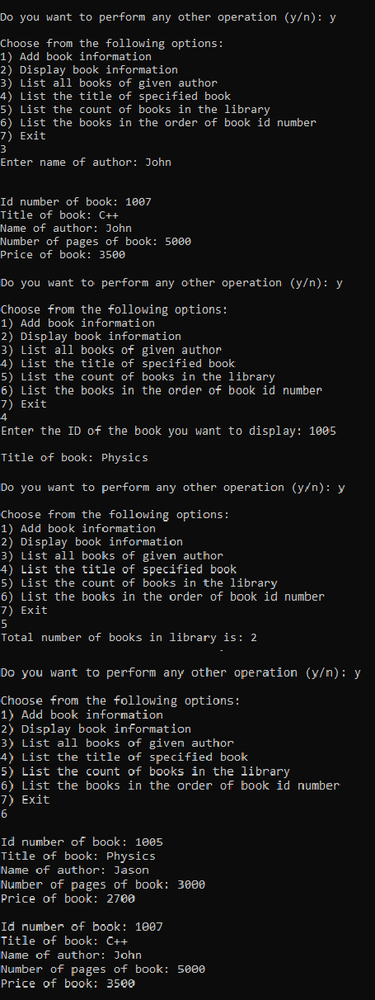 Do you want to perform any other operation (y/n): y
Choose from the following options:
1) Add book information
2) Display book information
3) List all books of given author
4) List the title of specified book
5) List the count of books in the library
6) List the books in the order of book id number
7) Exit
3
Enter name of author: John
Id number of book: 1007
Title of book: C++
Name of author: John
Number of pages of book: 5000
Price of book: 3500
Do you want to perform any other operation (y/n): y
Choose from the following options:
1) Add book information
2) Display book information
3) List all books of given author
4) List the title of specified book
5) List the count of books in the library
6) List the books in the order of book id number
7) Exit
4
Enter the ID of the book you want to display: 1005
Title of book: Physics
Do you want to perform any other operation (y/n): y
Choose from the following options:
1) Add book information
2) Display book information
3) List all books of given author
4) List the title of specified book
5) List the count of books in the library
6) List the books in the order of book id number
7) Exit
5
Total number of books in library is: 2
Do you want to perform any other operation (y/n): y
Choose from the following options:
1) Add book information
2) Display book information
3) List all books of given author
4) List the title of specified book
5) List the count of books in the library
6) List the books in the order of book id number
7) Exit
6
Id number of book: 1005
Title of book: Physics
Name of author: Jason
Number of pages of book: 3000
Price of book: 2700
Id number of book: 1007
Title of book: C++
Name of author: John
Number of pages of book: 5000
Price of book: 3500